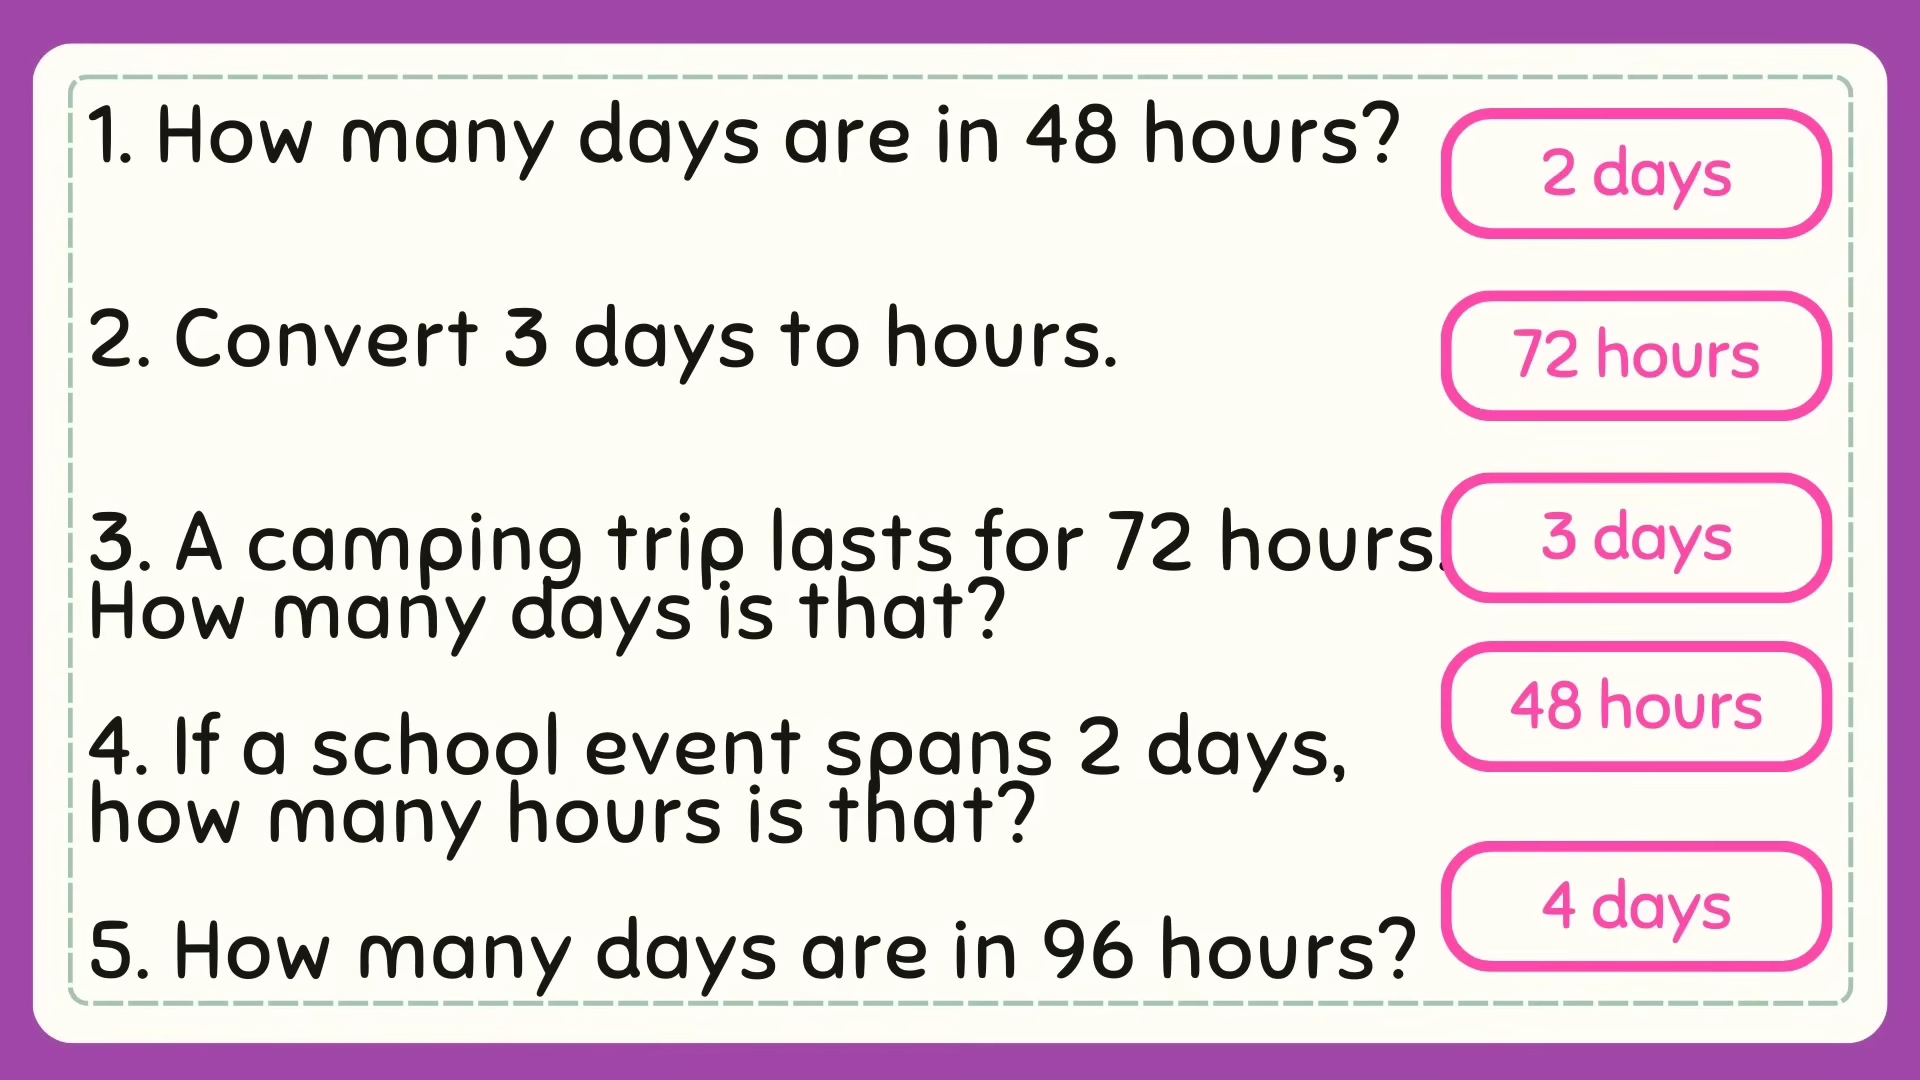 1. How many days are in 48 hours?
2 days
2. Convert 3 days to hours.
72 hours
3. A camping trip lasts for 72 hours.
How many days is that?
3 days
4. If a school event spans 2 days,
how many hours is that?
48 hours
5. How many days are in 96 hours?
4 days